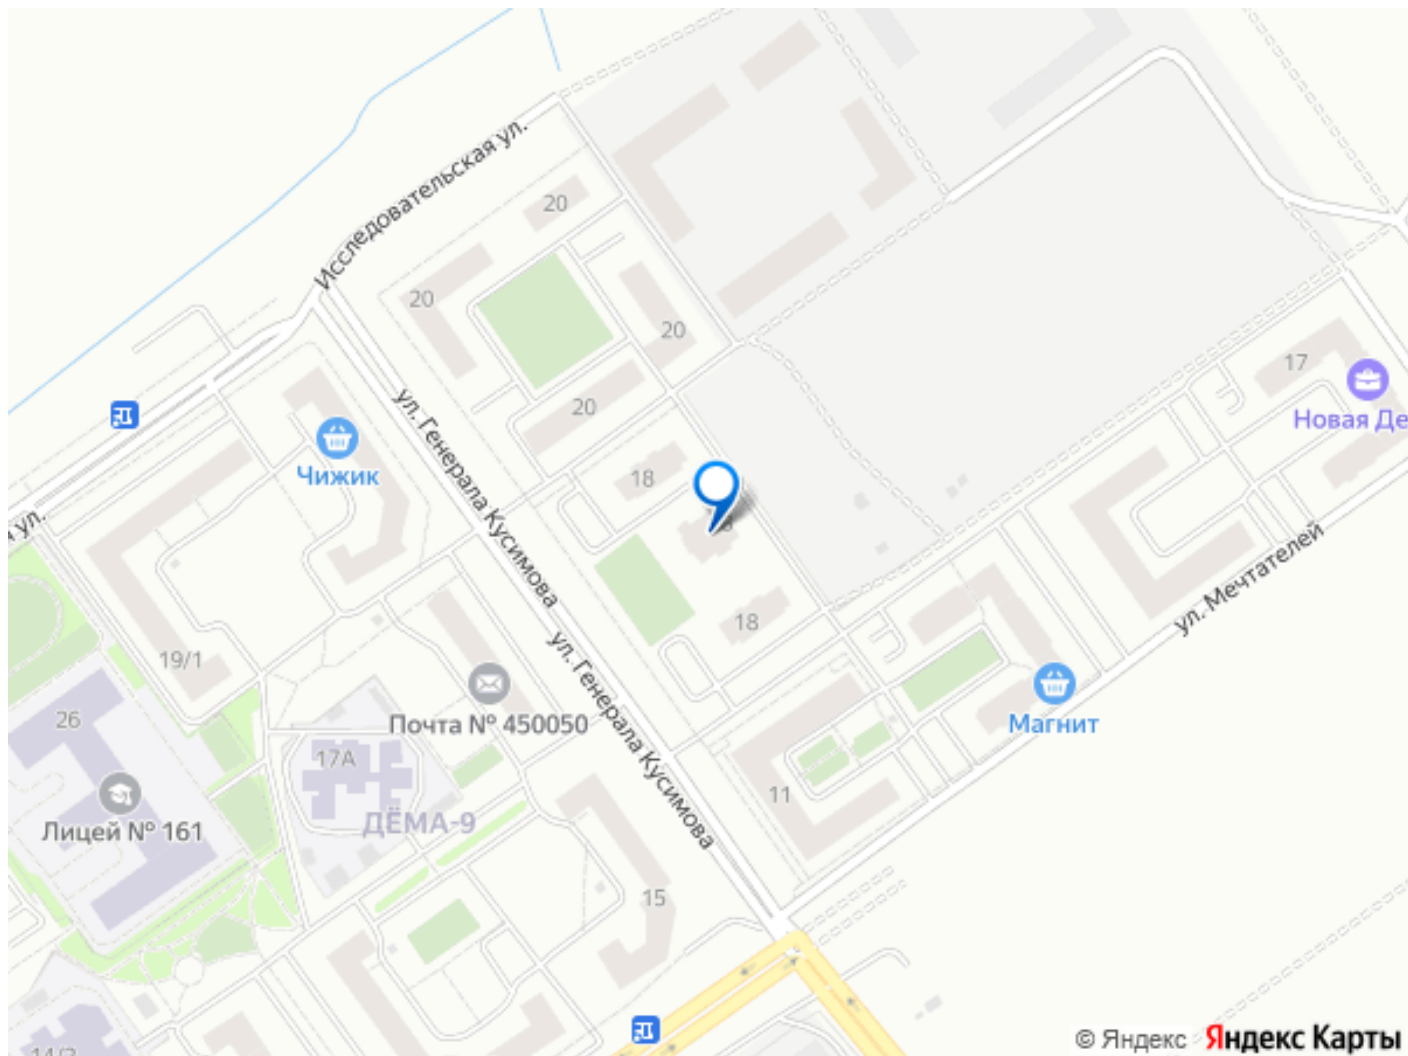 Исследовательская ул.
20
20
20
20
17
Новая Де
ул. Генерала Кусимова
Чижик
18
ул.
ул. Мечтателей
18
19/1
ул. Генерала Кусимова
26
Почта № 450050
Магнит
17А
11
ДЁМА-9
Лицей № 161
15
14/2
© Яндекс Яндекс Карты